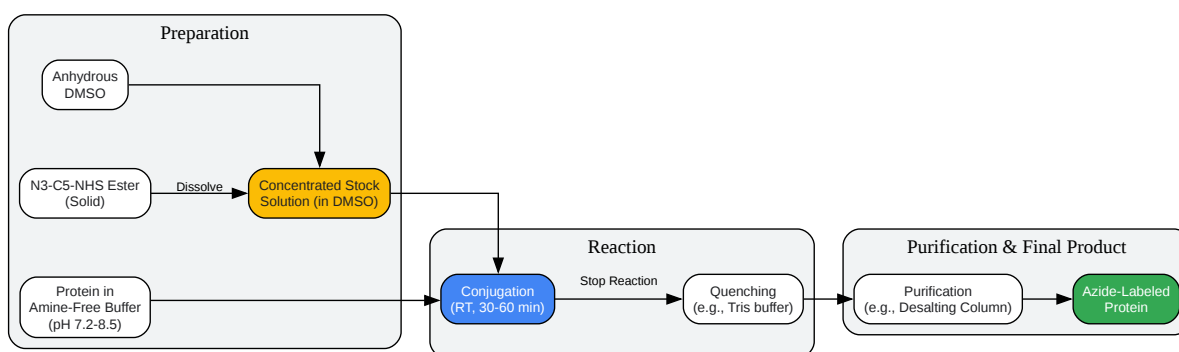 Preparation
Anhydrous
DMSO
N3-C5-NHS Ester
(Solid)
Dissolve
Concentrated Stock
Solution (in DMSO)
Protein in
Amine-Free Buffer
(pH 7.2-8.5)
Reaction
Conjugation
(RT, 30-60 min)
Stop Reaction
Quenching
(e.g., Tris buffer)
Purification & Final Product
Purification
(e.g., Desalting Column)
Azide-Labeled
Protein